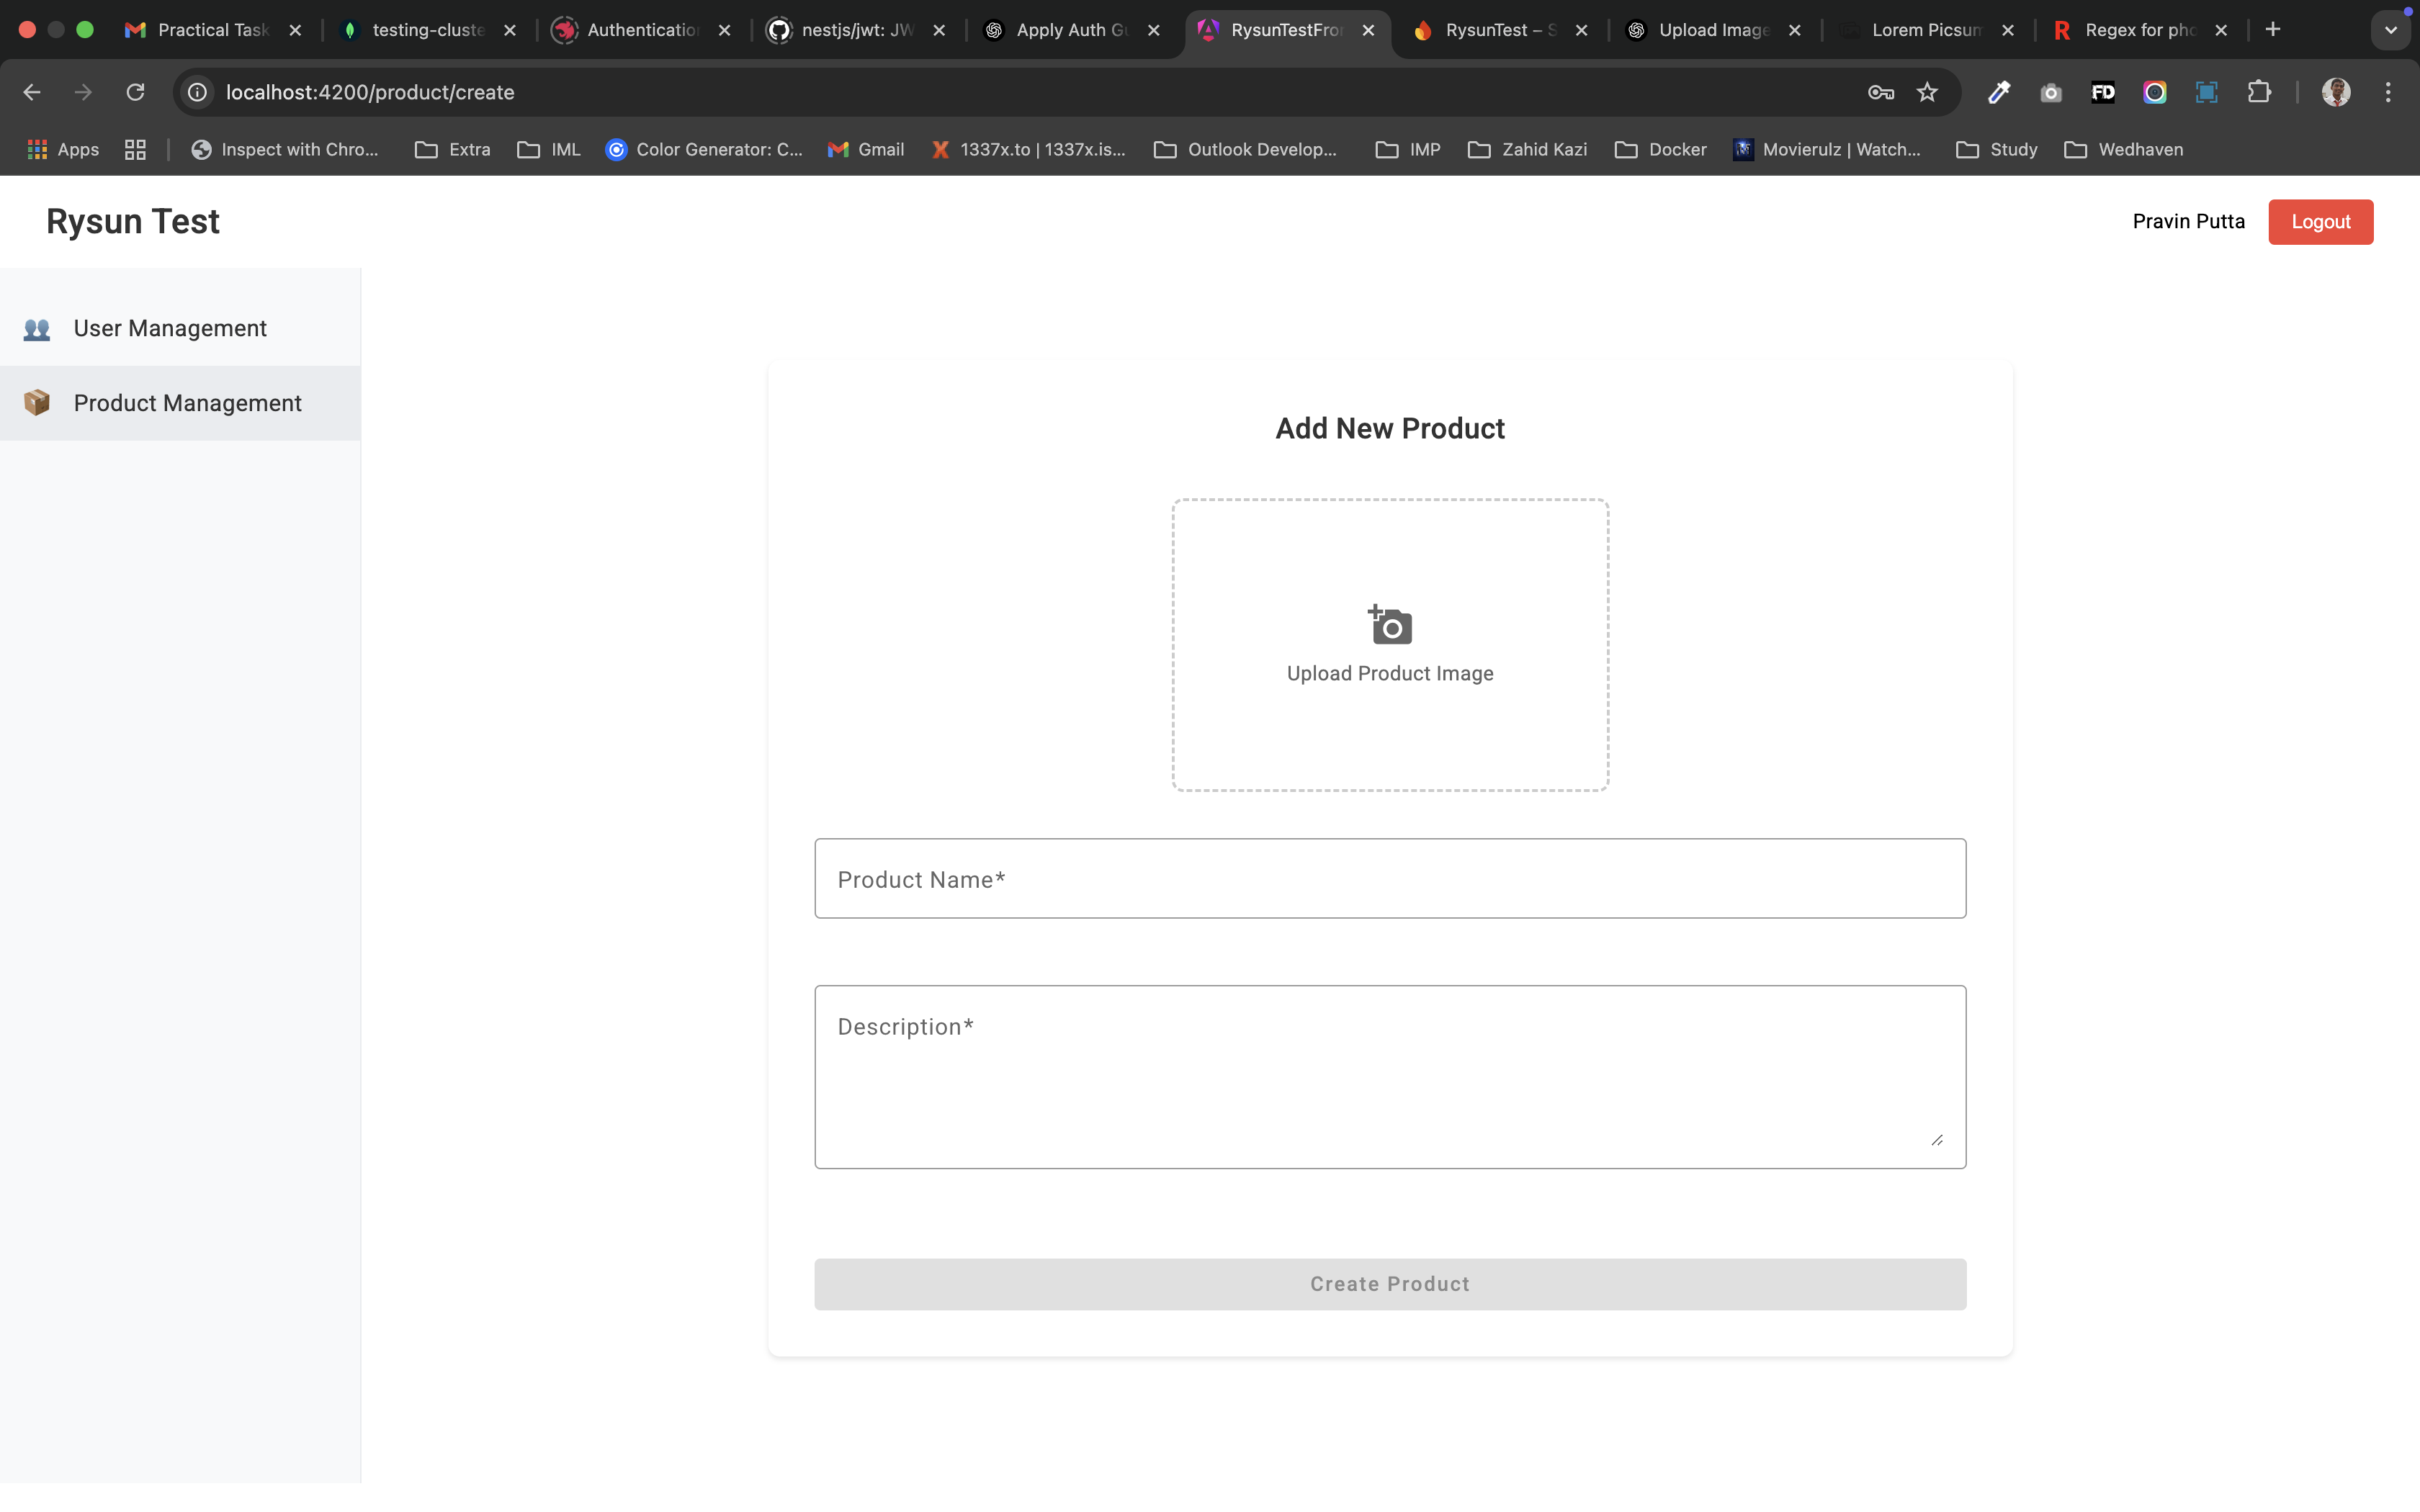 Practical Task
testing-cluste
Authentication
nestjs/jwt: JW
Apply Auth Gu
RysunTestFron
RysunTest – S
Upload Image
Lorem Picsum
Regex for pho
localhost:4200/product/create
FD
Apps
Inspect with Chro...
Extra
IML
Color Generator: C...
Gmail
1337x.to | 1337x.is...
Outlook Develop...
IMP
Zahid Kazi
Docker
Movierulz | Watch...
Study
Wedhaven
Rysun Test
Pravin Putta
Logout
User Management
Product Management
Add New Product
Upload Product Image
Product Name*
Description*
Create Product